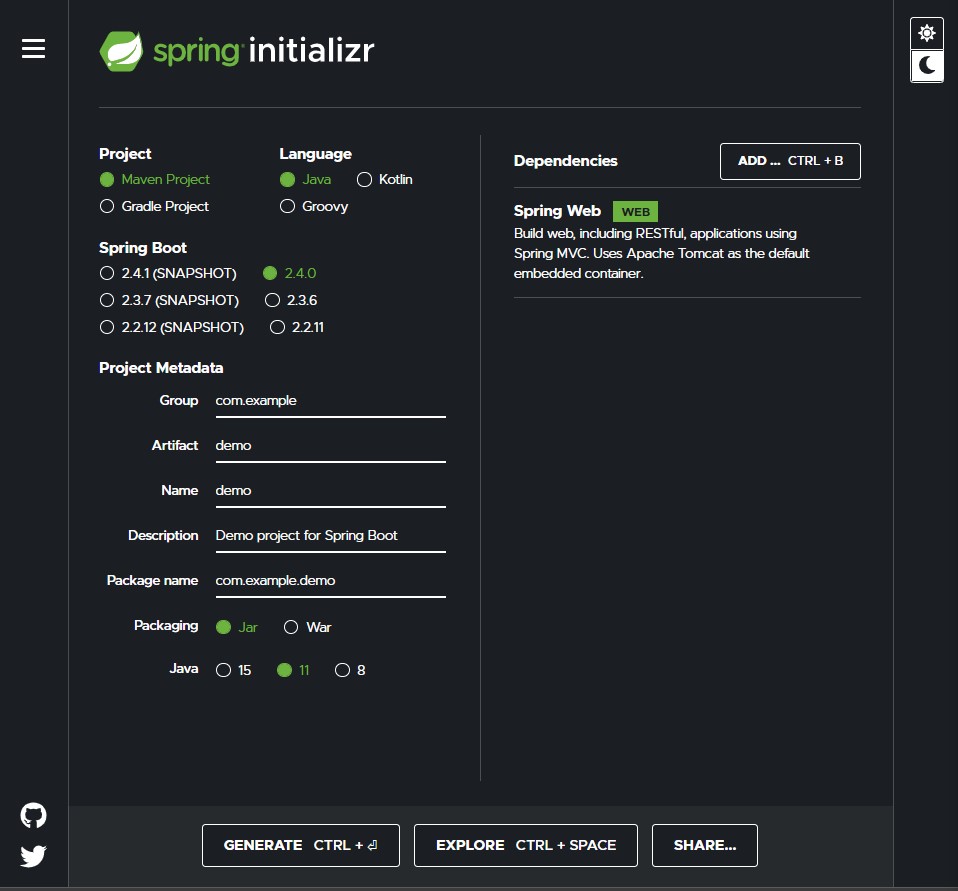 spring initializr
Project
Maven Project
Gradle Project
Language
Java Kotlin
Groovy
Spring Boot
2.4.1 (SNAPSHOT) 2.4.0
2.3.7 (SNAPSHOT) 2.3.6
2.2.12 (SNAPSHOT) 2.2.11
Project Metadata
Group com.example
Artifact demo
Name demo
Description Demo project for Spring Boot
Package name com.example.demo
Packaging Jar War
Java 15 11 8
Dependencies ADD ... CTRL + B
Spring Web WEB
Build web, including RESTful, applications using
Spring MVC. Uses Apache Tomcat as the default
embedded container.
GENERATE CTRL + ⏎ EXPLORE CTRL + SPACE SHARE...